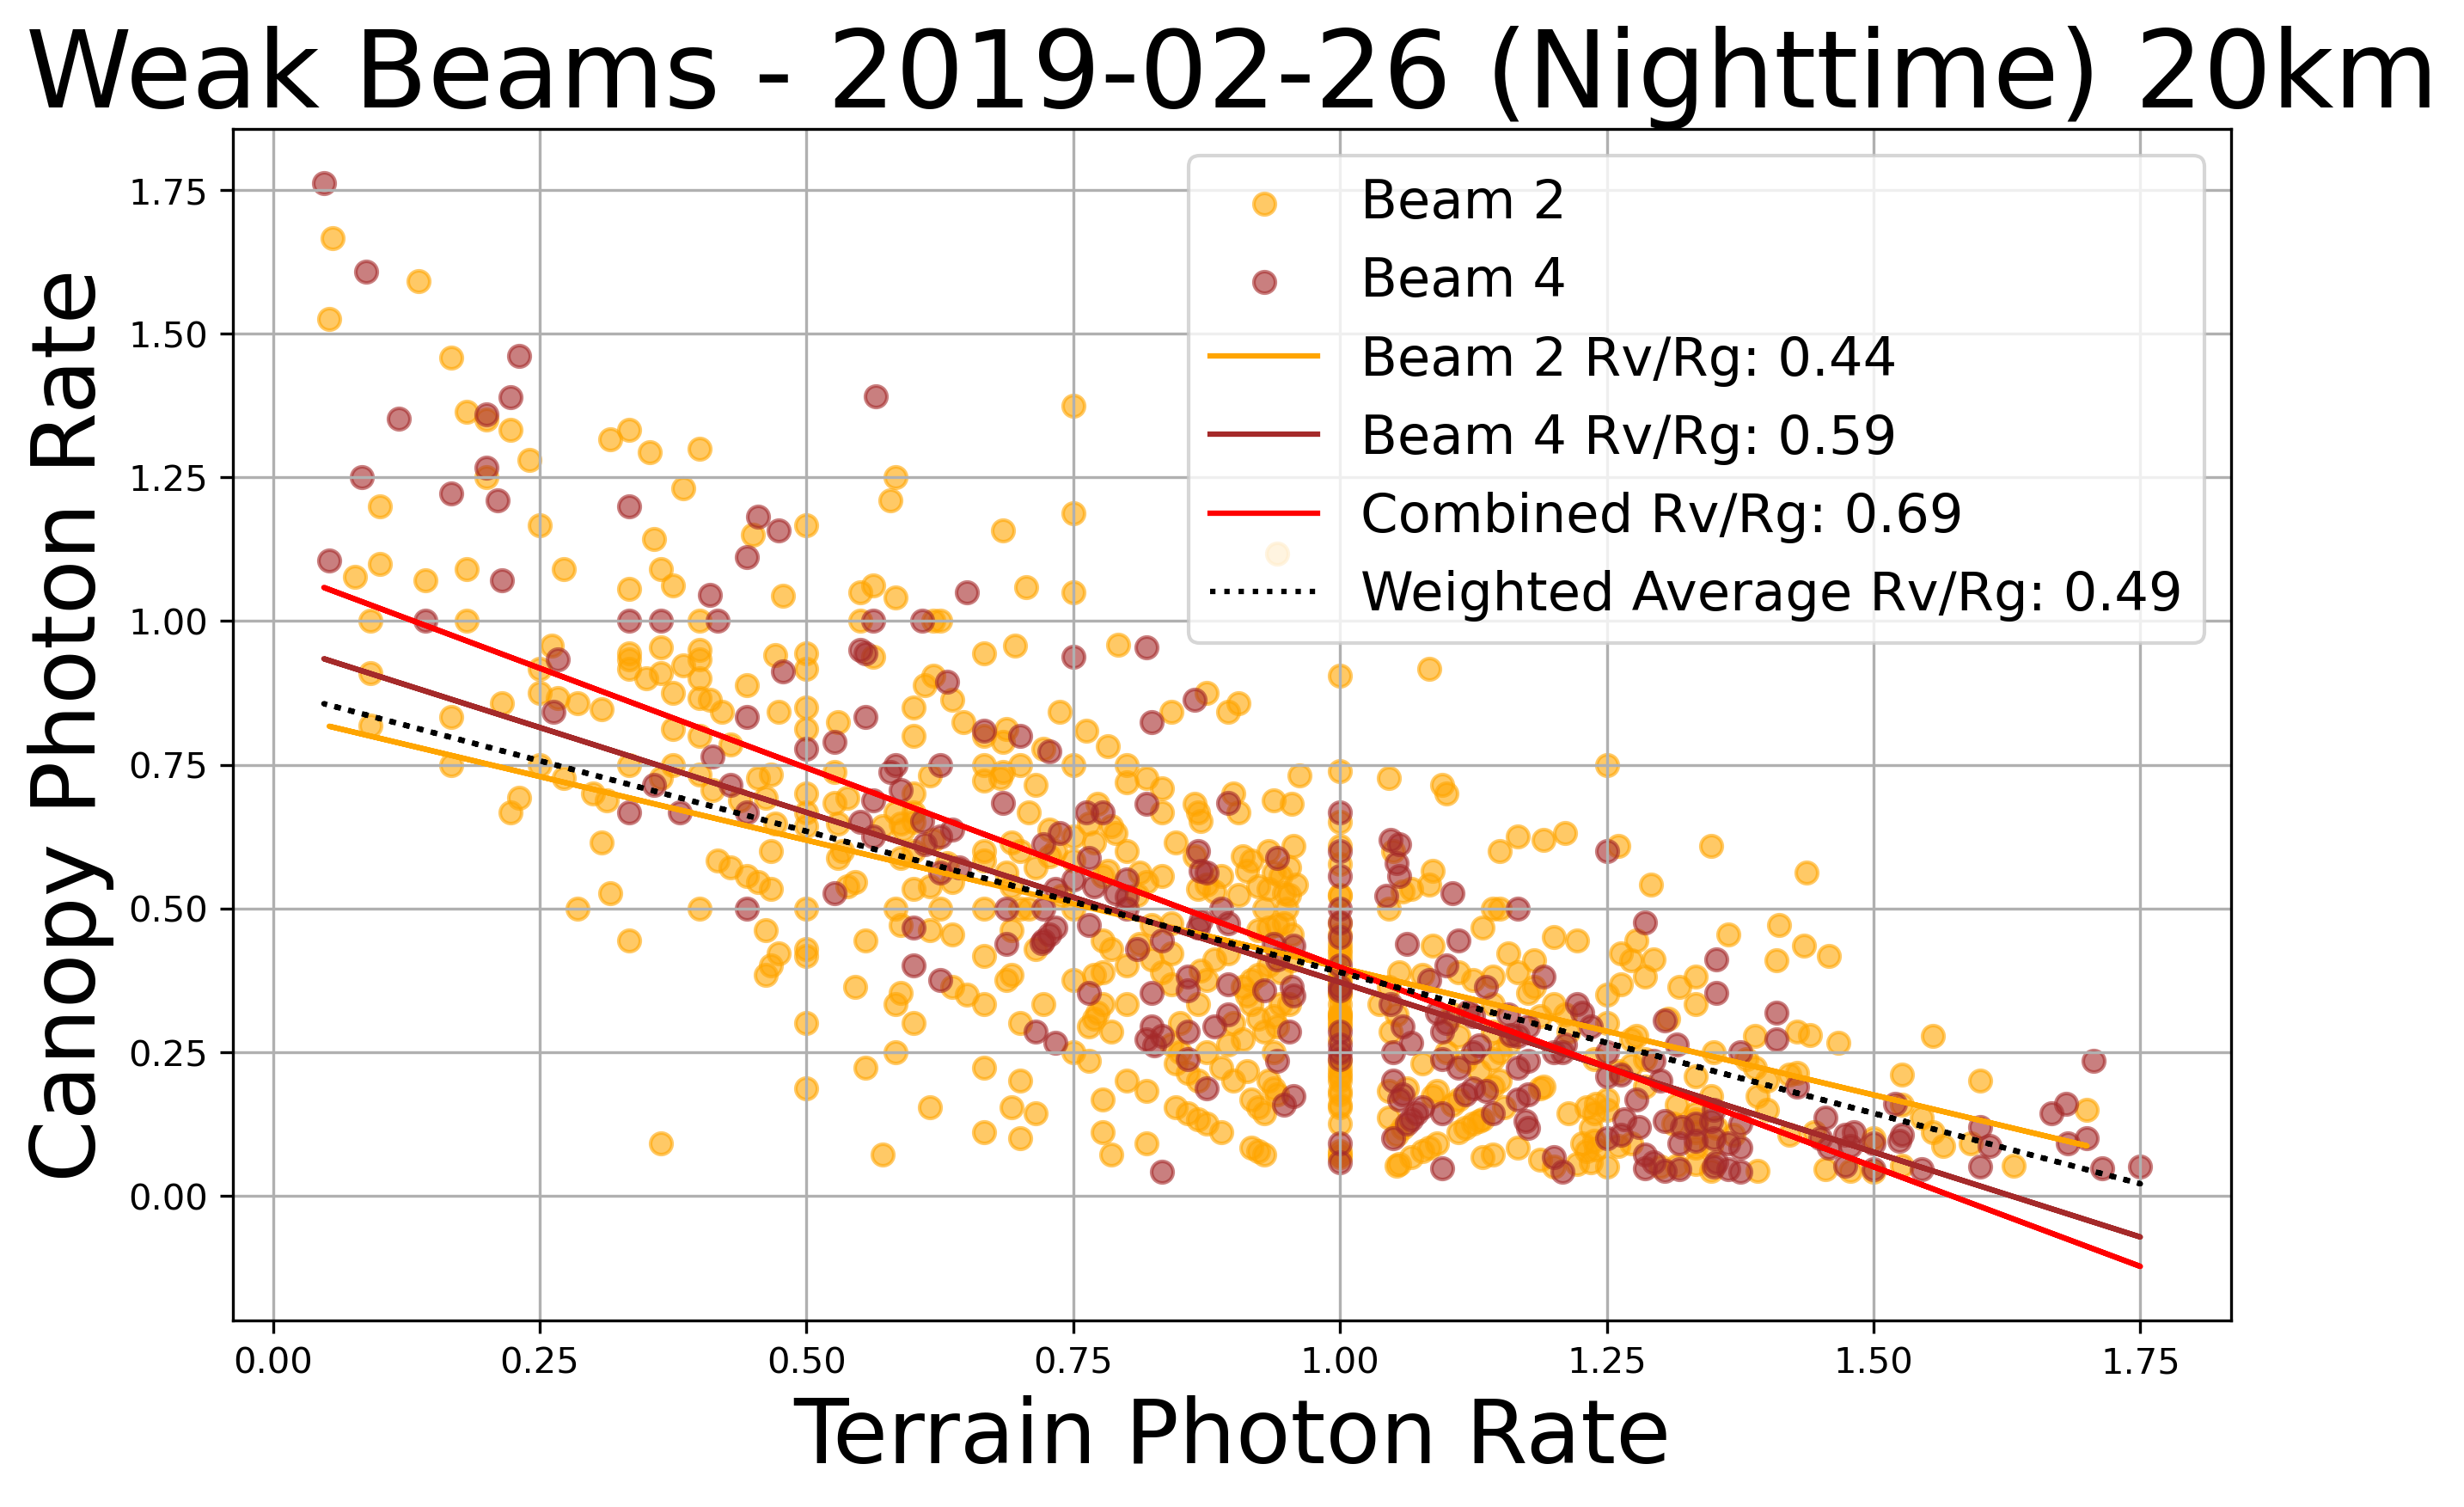 Weak Beams - 2019-02-26 (Nighttime) 20km
Canopy Photon Rate
1.75
1.50
1.25
1.00
0.75
0.50
0.25
0.00
Beam 2
Beam 4
Beam 2 Rv/Rg: 0.44
Beam 4 Rv/Rg: 0.59
Combined Rv/Rg: 0.69
Weighted Average Rv/Rg: 0.49
0.00 0.25 0.50 0.75 1.00 1.25 1.50 1.75
Terrain Photon Rate